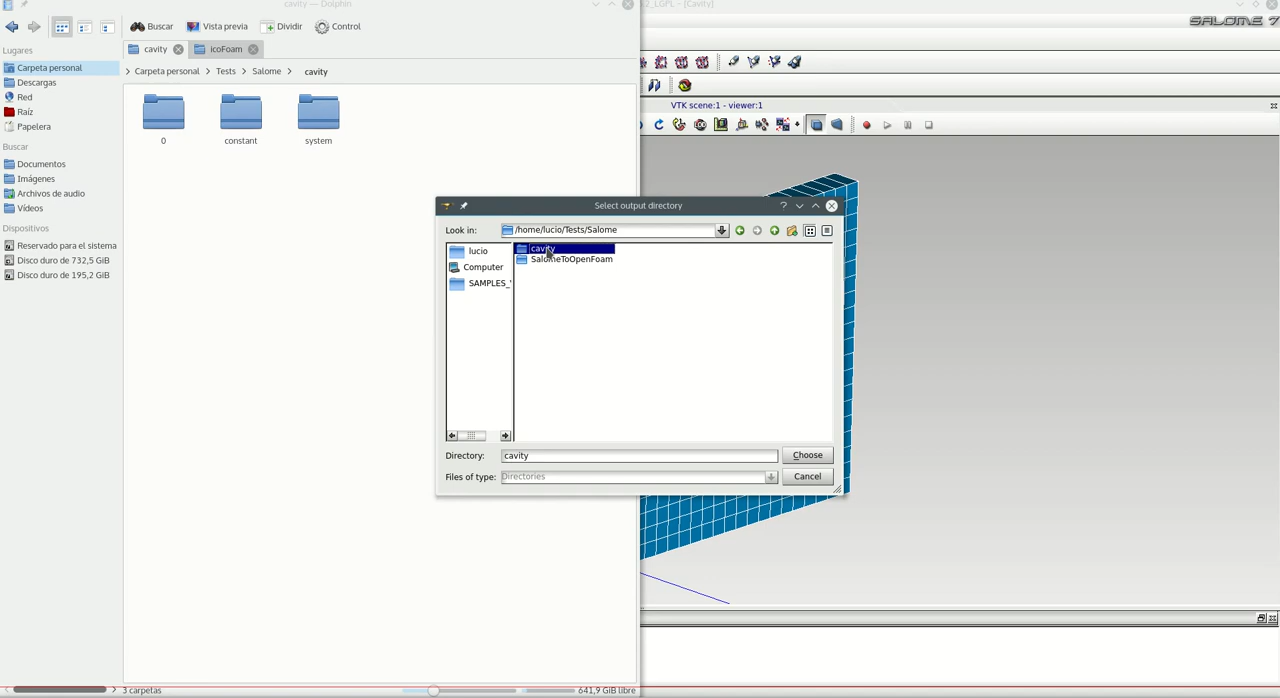 cavity — Dolphin
2_LGPL - [Cavity]
Buscar
Vista previa
Dividir
Control
SALOME 7
Lugares
cavity
icoFoam
Carpeta personal
Carpeta personal > Tests > Salome > cavity
Descargas
Red
Raíz
Papelera
Buscar
Documentos
Imágenes
Archivos de audio
Vídeos
Dispositivos
Reservado para el sistema
Disco duro de 732,5 GiB
Disco duro de 195,2 GiB
0
constant
system
VTK scene:1 - viewer:1
Select output directory
Look in:
/home/lucio/Tests/Salome
lucio
Computer
SAMPLES_
cavity
SalomeToOpenFoam
Directory:
cavity
Choose
Files of type:
Directories
Cancel
3 carpetas
641,9 GiB libre